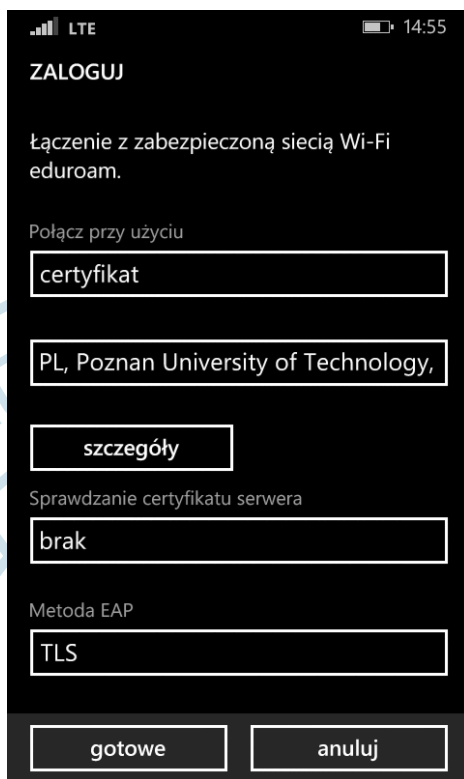 LTE 14:55
ZALOGUJ
Łączenie z zabezpieczoną siecią Wi-Fi
eduroam.
Połącz przy użyciu
certyfikat
PL, Poznan University of Technology,
szczegóły
Sprawdzanie certyfikatu serwera
brak
Metoda EAP
TLS
gotowe anuluj